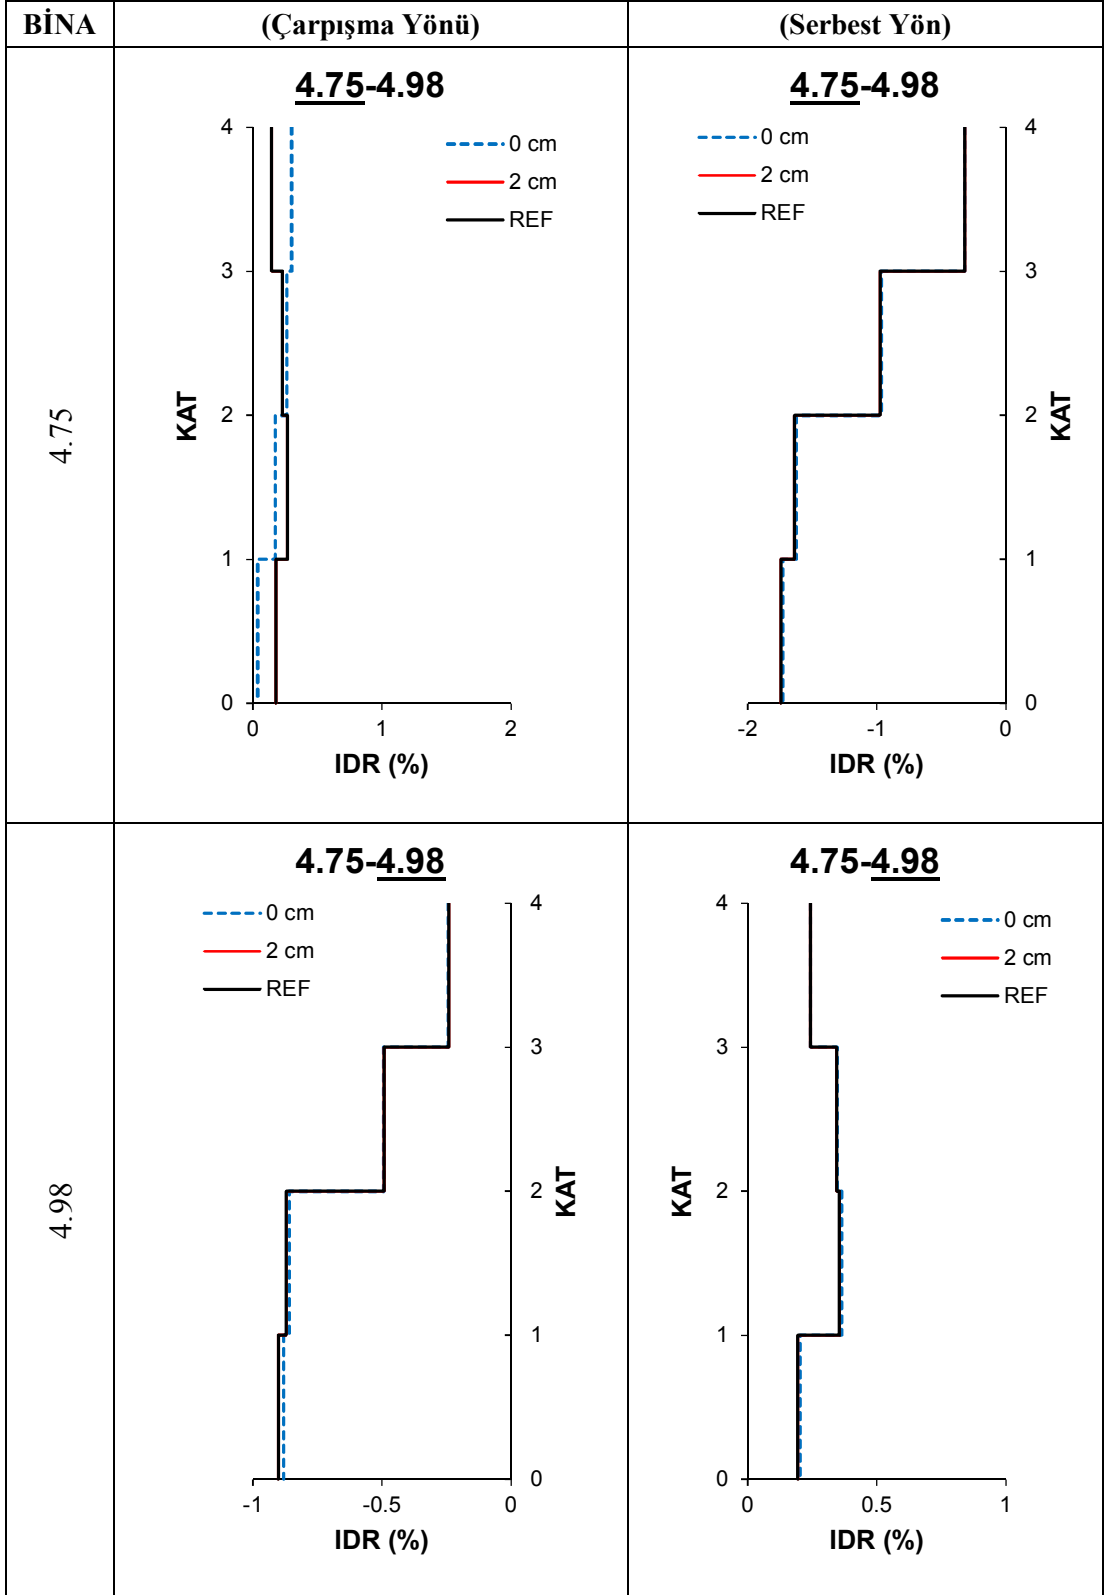 BİNA
(Çarpışma Yönü)
(Serbest Yön)
4.75
4.75-4.98
0 cm
2 cm
REF
4
3
2
1
0
KAT
0 1 2
IDR (%)
4.75-4.98
0 cm
2 cm
REF
4
3
2
1
0
KAT
-2 -1 0
IDR (%)
4.98
4.75-4.98
0 cm
2 cm
REF
4
3
2
1
0
KAT
-1 -0.5 0
IDR (%)
4.75-4.98
0 cm
2 cm
REF
4
3
2
1
0
KAT
0 0.5 1
IDR (%)